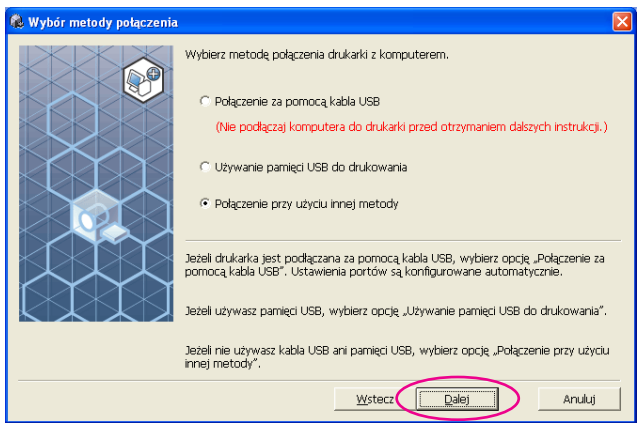 Wybór metody połączenia
Wybierz metodę połączenia drukarki z komputerem.
Połączenie za pomocą kabla USB
(Nie podłączaj komputera do drukarki przed otrzymaniem dalszych instrukcji.)
Używanie pamięci USB do drukowania
Połączenie przy użyciu innej metody
Jeżeli drukarka jest podłączana za pomocą kabla USB, wybierz opcję „Połączenie za
pomocą kabla USB”. Ustawienia portów są konfigurowane automatycznie.
Jeżeli używasz pamięci USB, wybierz opcję „Używanie pamięci USB do drukowania”.
Jeżeli nie używasz kabla USB ani pamięci USB, wybierz opcję „Połączenie przy użyciu
innej metody”.
Wstecz Dalej Anuluj